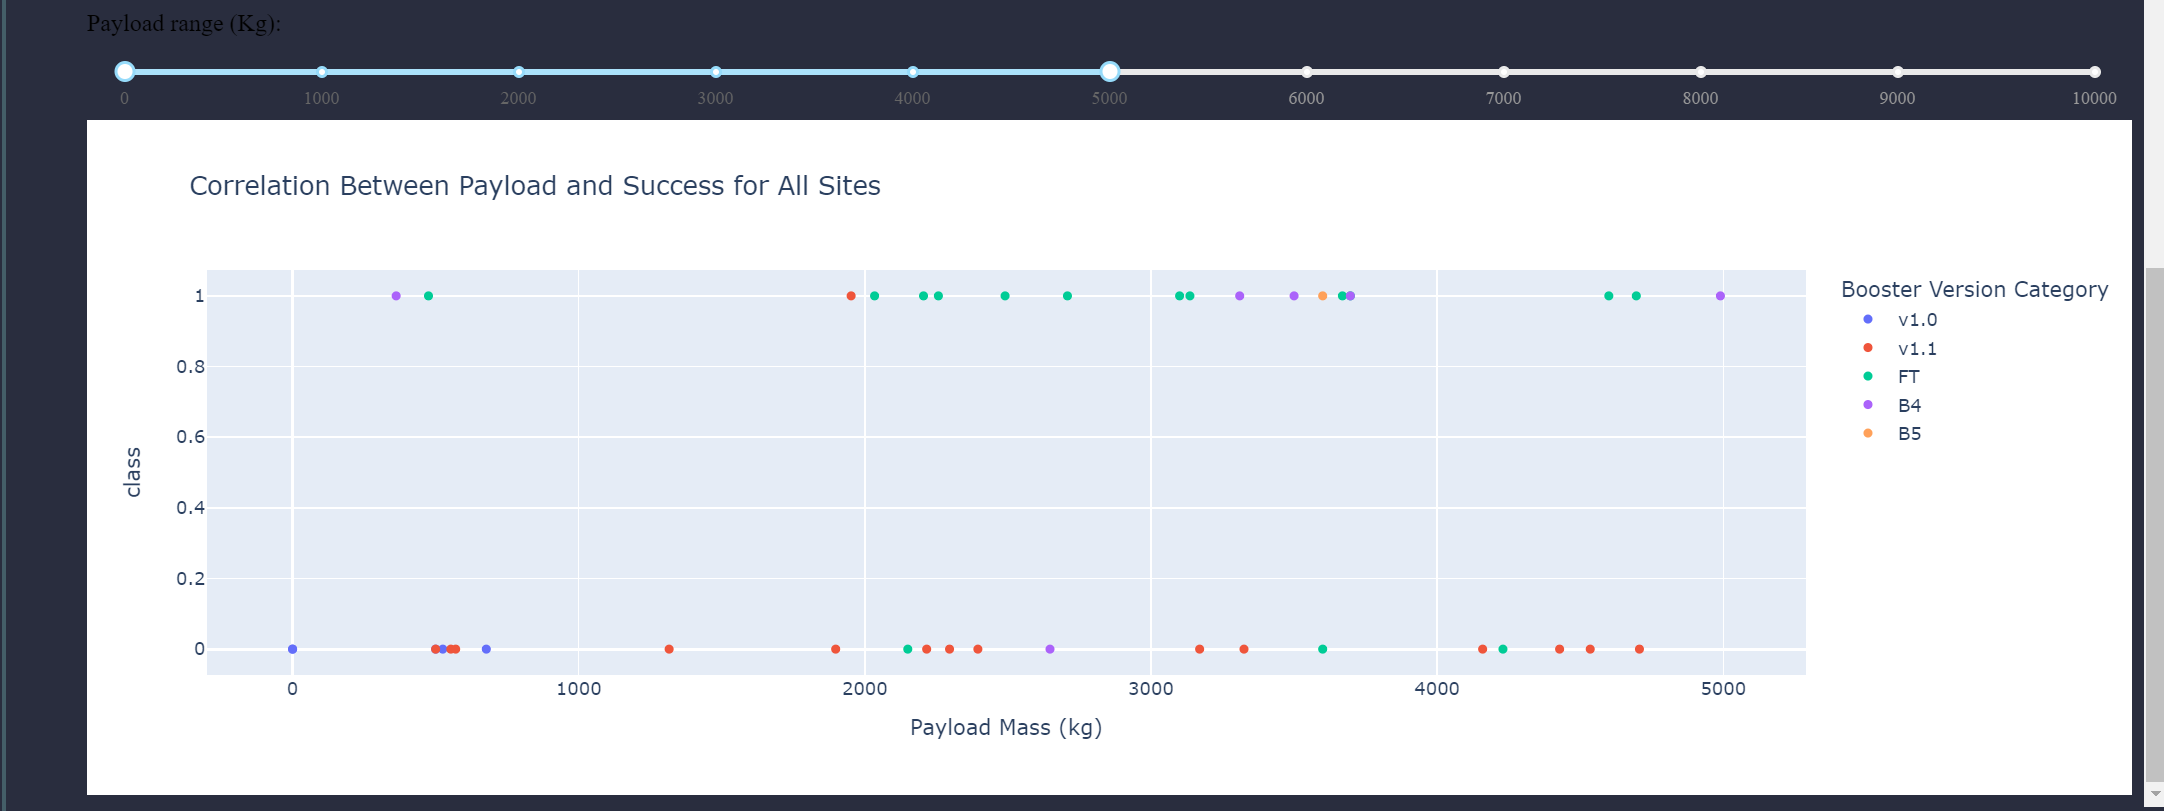 Payload range (Kg):
0 1000 2000 3000 4000 5000 6000 7000 8000 9000 10000
Correlation Between Payload and Success for All Sites
Booster Version Category
v1.0
v1.1
FT
B4
B5
1
0.8
0.6
0.4
0.2
0
class
0 1000 2000 3000 4000 5000
Payload Mass (kg)